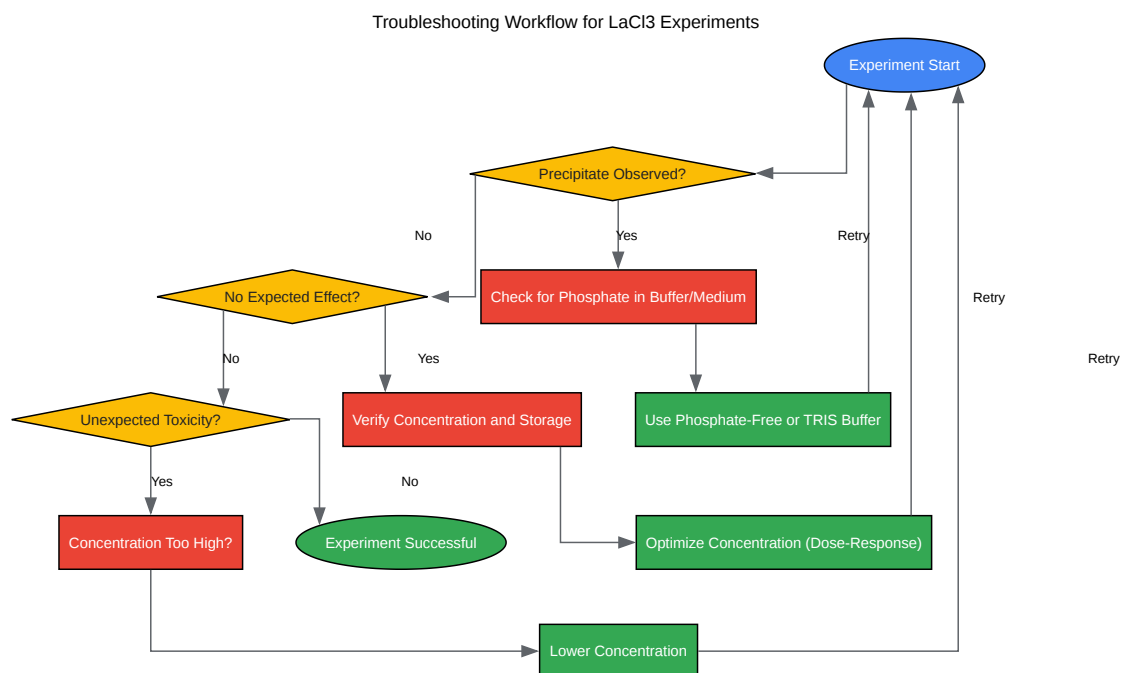 Troubleshooting Workflow for LaCl3 Experiments
Experiment Start
Precipitate Observed?
No
Yes
Retry
No Expected Effect?
Check for Phosphate in Buffer/Medium
Retry
No
Yes
Retry
Unexpected Toxicity?
Verify Concentration and Storage
Use Phosphate-Free or TRIS Buffer
Yes
No
Concentration Too High?
Experiment Successful
Optimize Concentration (Dose-Response)
Lower Concentration